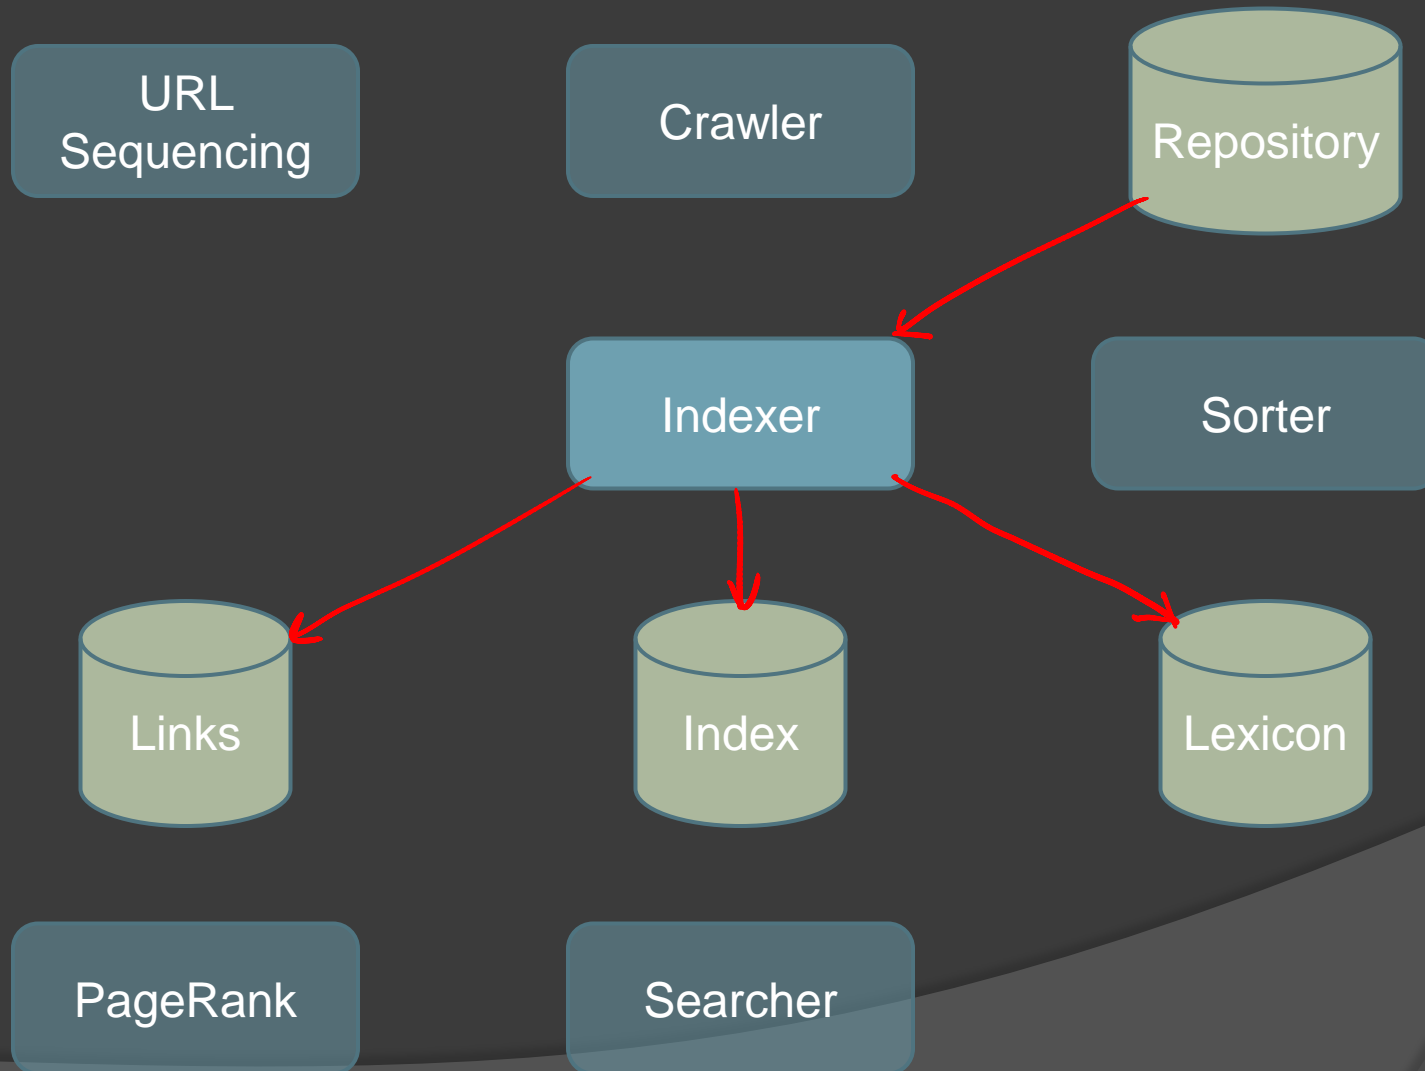 URL
Sequencing
Crawler
Repository
Indexer
Sorter
Links
Index
Lexicon
PageRank
Searcher